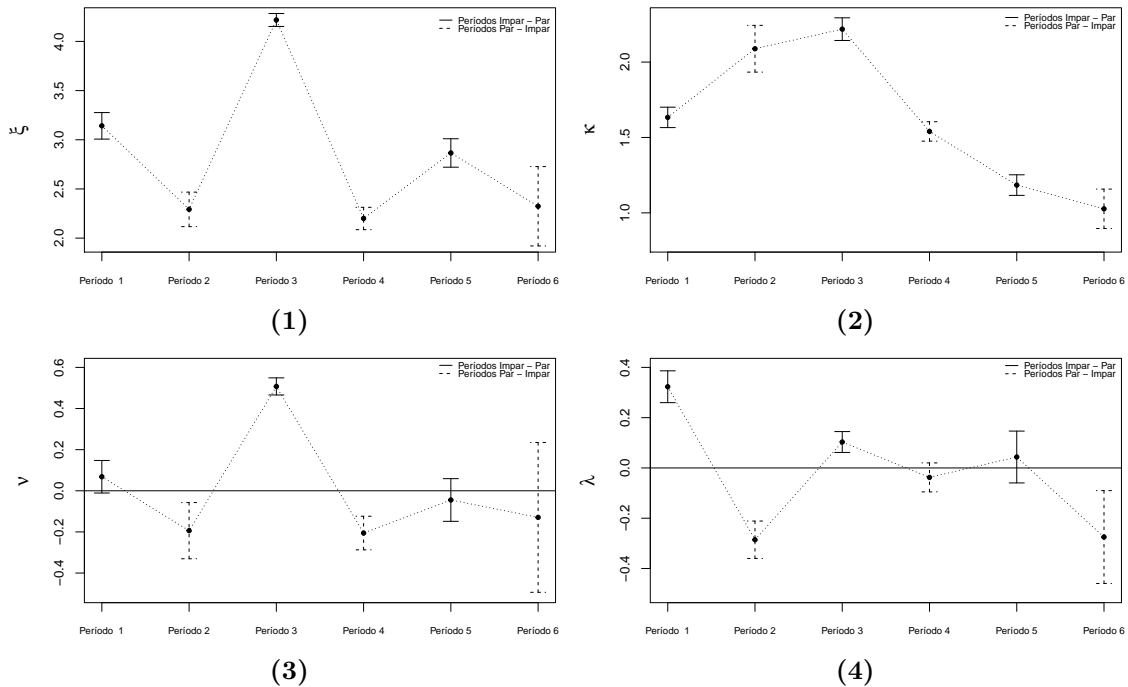 Períodos Impar – Par
Períodos Par – Impar
ξ
4.0
3.5
3.0
2.5
2.0
Período 1 Período 2 Período 3 Período 4 Período 5 Período 6
(1)
Períodos Impar – Par
Períodos Par – Impar
κ
2.0
1.5
1.0
Período 1 Período 2 Período 3 Período 4 Período 5 Período 6
(2)
Períodos Impar – Par
Períodos Par – Impar
ν
0.6
0.4
0.2
0.0
−0.2
−0.4
Período 1 Período 2 Período 3 Período 4 Período 5 Período 6
(3)
Períodos Impar – Par
Períodos Par – Impar
λ
0.4
0.2
0.0
−0.2
−0.4
Período 1 Período 2 Período 3 Período 4 Período 5 Período 6
(4)